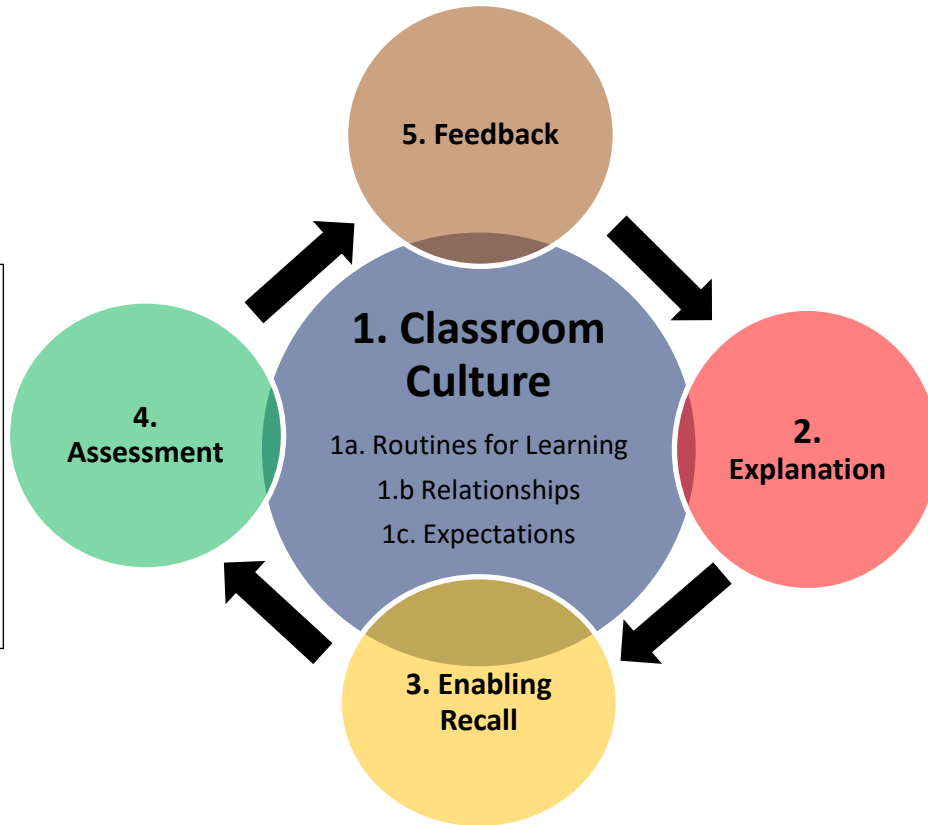 5. Feedback
1. Classroom
Culture
1a. Routines for Learning
1.b Relationships
1c. Expectations
4.
Assessment
2.
Explanation
3. Enabling
Recall